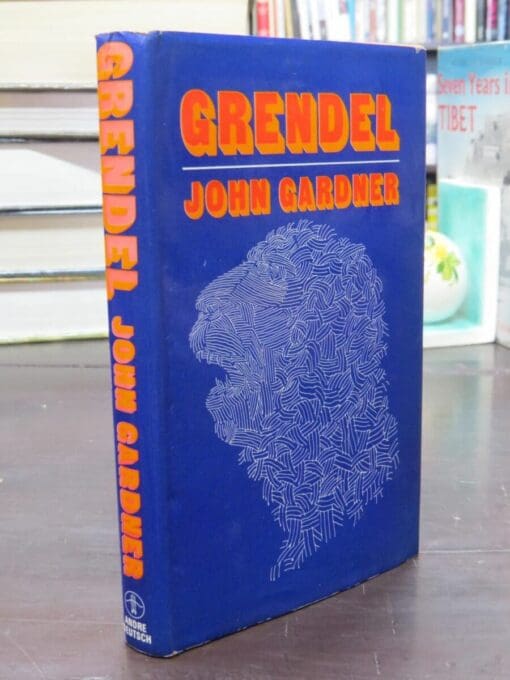 GRENDEL
JOHN GARDNER
GRENDEL JOHN GARDNER
ANDRE
DEUTSCH
Seven Years i
TIBET